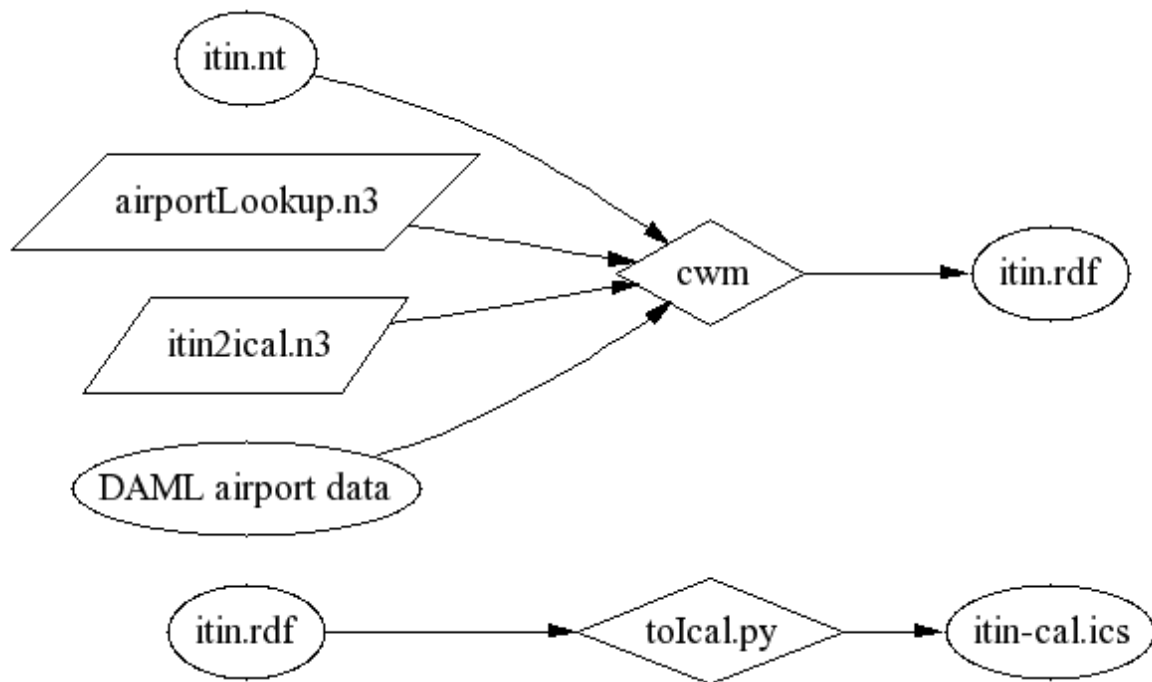 itin.nt
airportLookup.n3
cwm
itin.rdf
itin2ical.n3
DAML airport data
itin.rdf
toIcal.py
itin-cal.ics